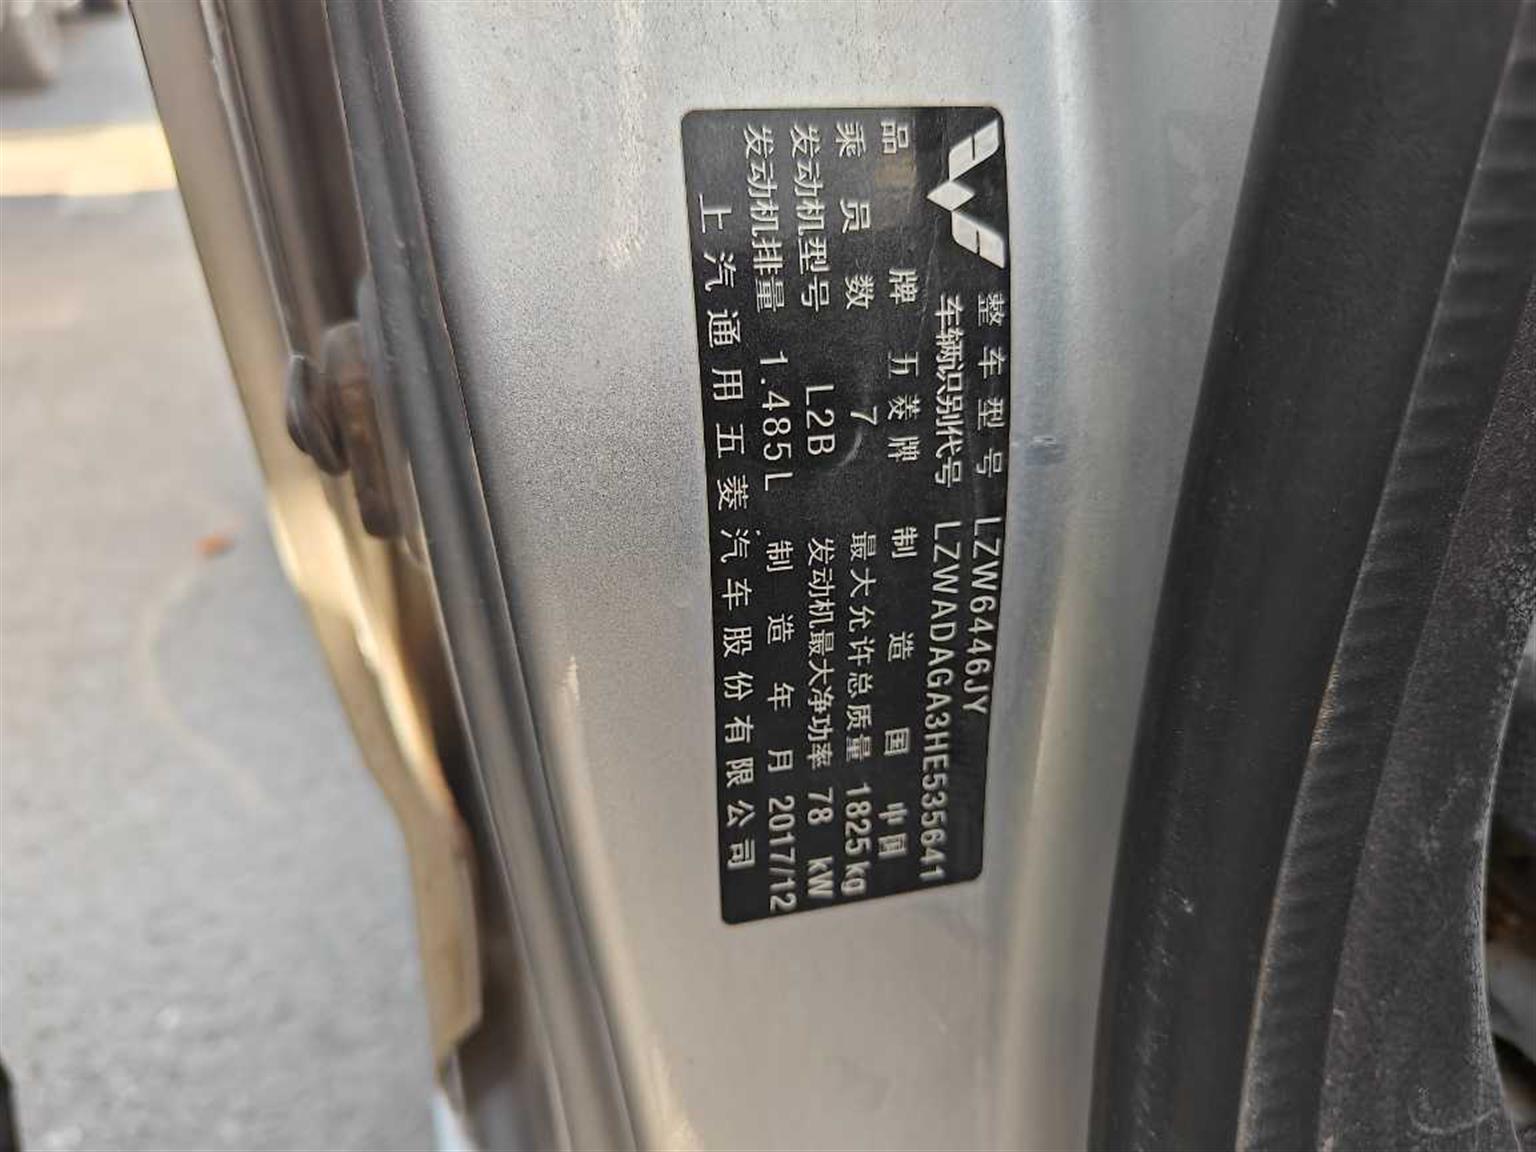 整车型号 LZW6446JY
车辆识别代号 LZWADAGA3HE535641
品牌 五菱牌 制造国 中国
乘员数 7 最大允许总质量 1825kg
发动机型号 L2B 发动机最大净功率 78 kW
发动机排量 1.485L 制造年月 2017/12
上汽通用五菱汽车股份有限公司